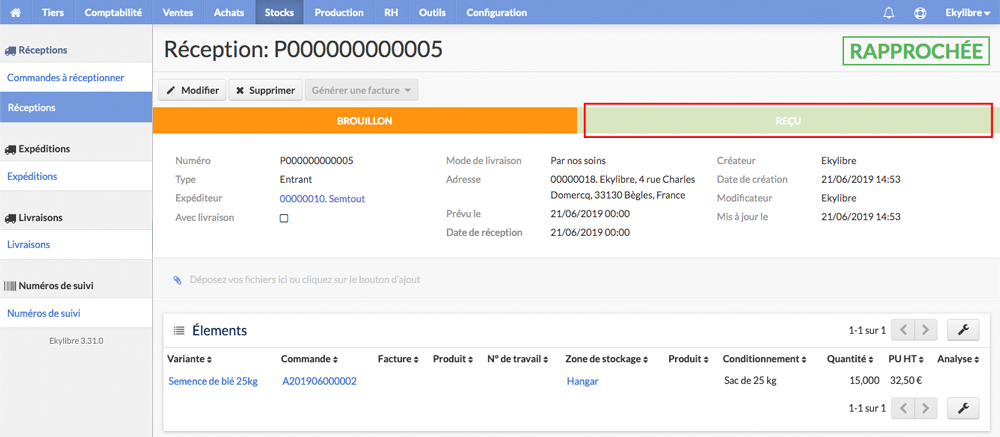 Tiers Comptabilité Ventes Achats Stocks Production RH Outils Configuration Ekylibre
Réception: P000000000005
RAPPROCHÉE
Réceptions
Commandes à réceptionner
Réceptions
Expéditions
Expéditions
Livraisons
Livraisons
Numéros de suivi
Numéros de suivi
Ekylibre 3.31.0
Modifier Supprimer Générer une facture
BROUILLON REÇU
Numéro P000000000005
Type Entrant
Expéditeur 00000010. Semtout
Avec livraison
Mode de livraison Par nos soins
Adresse 00000018. Ekylibre, 4 rue Charles
Domercq, 33130 Bègles, France
Prévu le 21/06/2019 00:00
Date de réception 21/06/2019 00:00
Créateur Ekylibre
Date de création 21/06/2019 14:53
Modificateur Ekylibre
Mis à jour le 21/06/2019 14:53
Déposez vos fichiers ici ou cliquez sur le bouton d'ajout
Élements 1-1 sur 1
Variante Commande Facture Produit N° de travail Zone de stockage Produit Conditionnement Quantité PU HT Analyse
Semence de blé 25kg A201906000002 Hangar Sac de 25 kg 15,000 32,50 €
1-1 sur 1